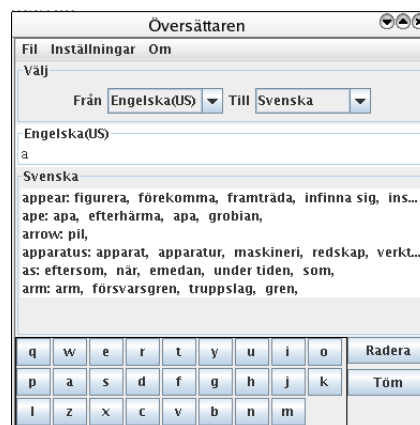 Översättaren
Fil Inställningar Om
Välj
Från Engelska(US) Till Svenska
Engelska(US)
a
Svenska
appear: figurera, förekomma, framträda, infinna sig, ins...
ape: apa, efterhärma, apa, grobian,
arrow: pil,
apparatus: apparat, apparatur, maskineri, redskap, verkt...
as: eftersom, när, emedan, under tiden, som,
arm: arm, försvarsgren, truppslag, gren,
q w e r t y u i o Radera
p a s d f g h j k Töm
l z x c v b n m